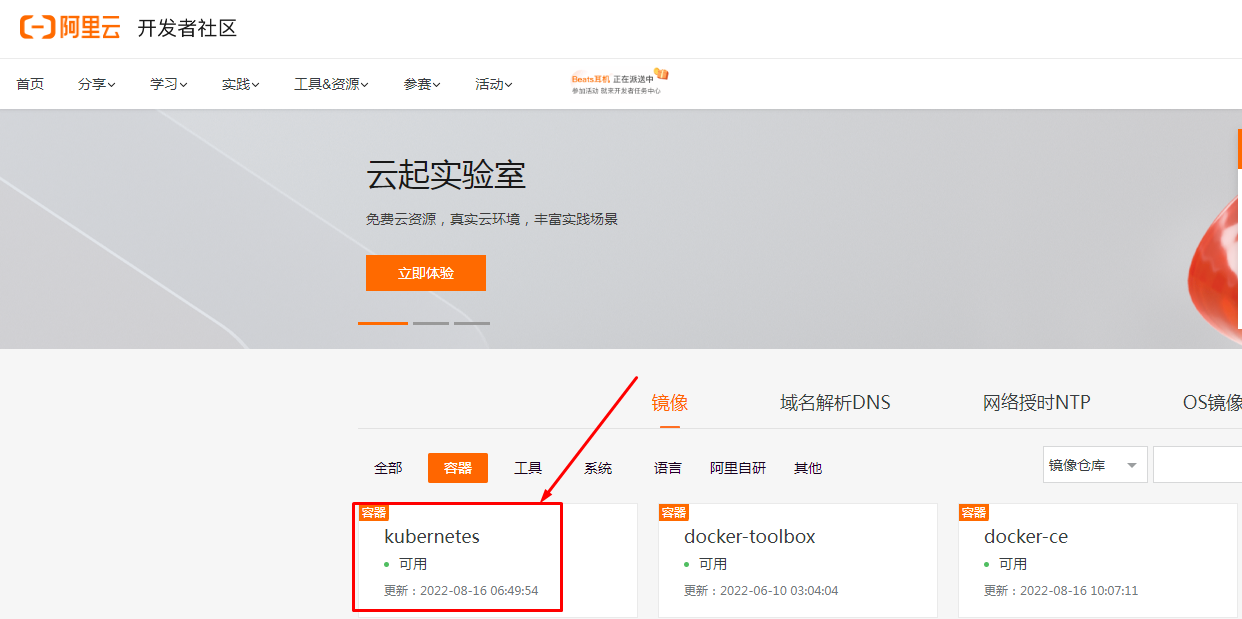 阿里云 开发者社区
首页 分享 学习 实践 工具&资源 参赛 活动
Beats耳机 正在派送中
参加活动 就来开发者任务中心
云起实验室
免费云资源，真实云环境，丰富实践场景
立即体验
镜像 域名解析DNS 网络授时NTP OS镜像
全部 容器 工具 系统 语言 阿里自研 其他 镜像仓库
容器 容器 容器
kubernetes docker-toolbox docker-ce
可用 可用 可用
更新：2022-08-16 06:49:54 更新：2022-06-10 03:04:04 更新：2022-08-16 10:07:11